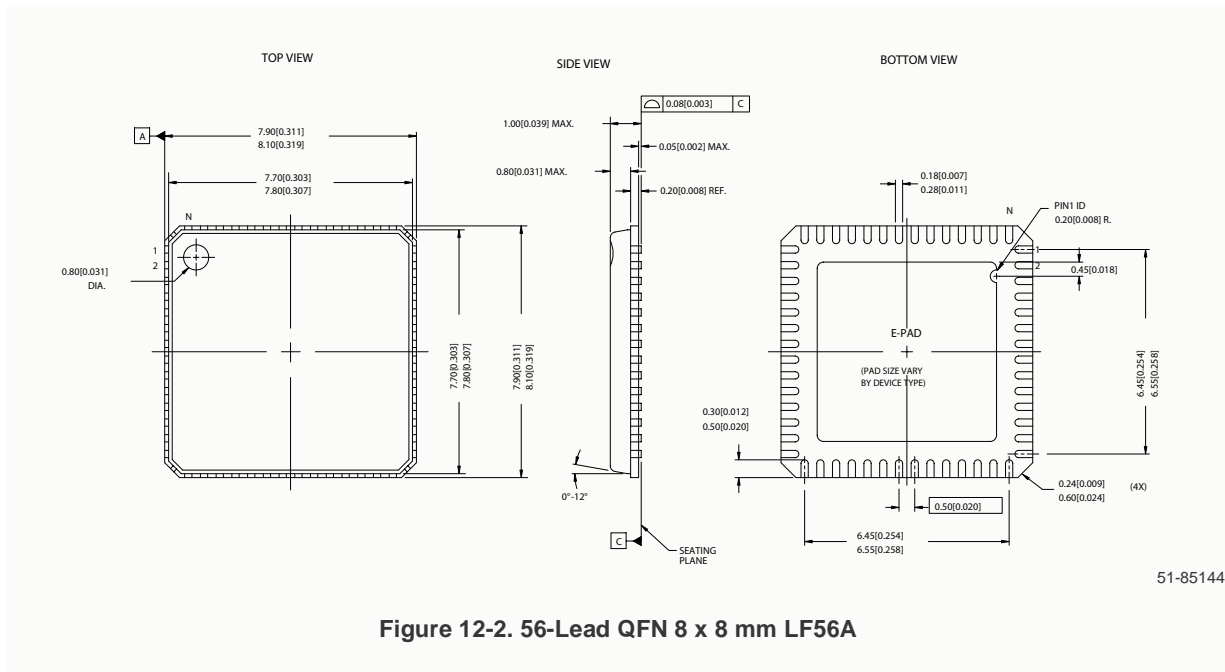 TOP VIEW
SIDE VIEW
BOTTOM VIEW
A
7.90[0.311]
8.10[0.319]
7.70[0.303]
7.80[0.307]
N
1
2
0.80[0.031]
DIA.
7.70[0.303]
7.80[0.307]
7.90[0.311]
8.10[0.319]
0.08[0.003] C
1.00[0.039] MAX.
0.05[0.002] MAX.
0.80[0.031] MAX.
0.20[0.008] REF.
0°-12°
C
SEATING
PLANE
0.18[0.007]
0.28[0.011]
N
PIN1 ID
0.20[0.008] R.
1
2
0.45[0.018]
E-PAD
(PAD SIZE VARY
BY DEVICE TYPE)
6.45[0.254]
6.55[0.258]
0.30[0.012]
0.50[0.020]
0.24[0.009]
0.60[0.024]
(4X)
0.50[0.020]
6.45[0.254]
6.55[0.258]
51-85144
Figure 12-2. 56-Lead QFN 8 x 8 mm LF56A